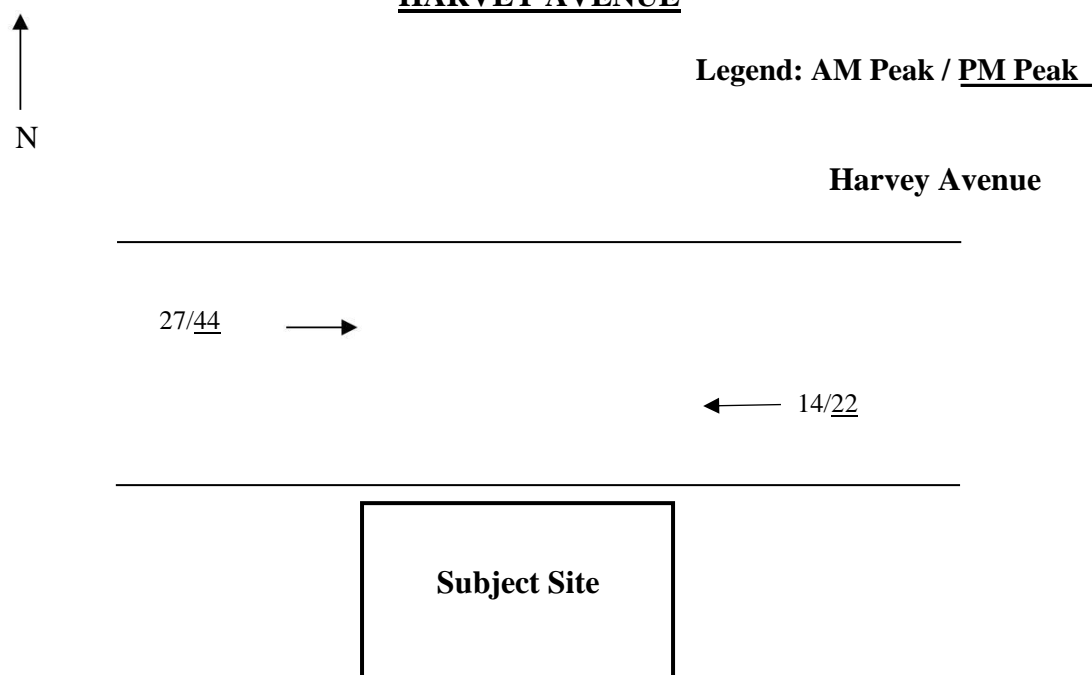 HARVEY AVENUE
Legend: AM Peak / PM Peak
N
Harvey Avenue
27/44
14/22
Subject Site